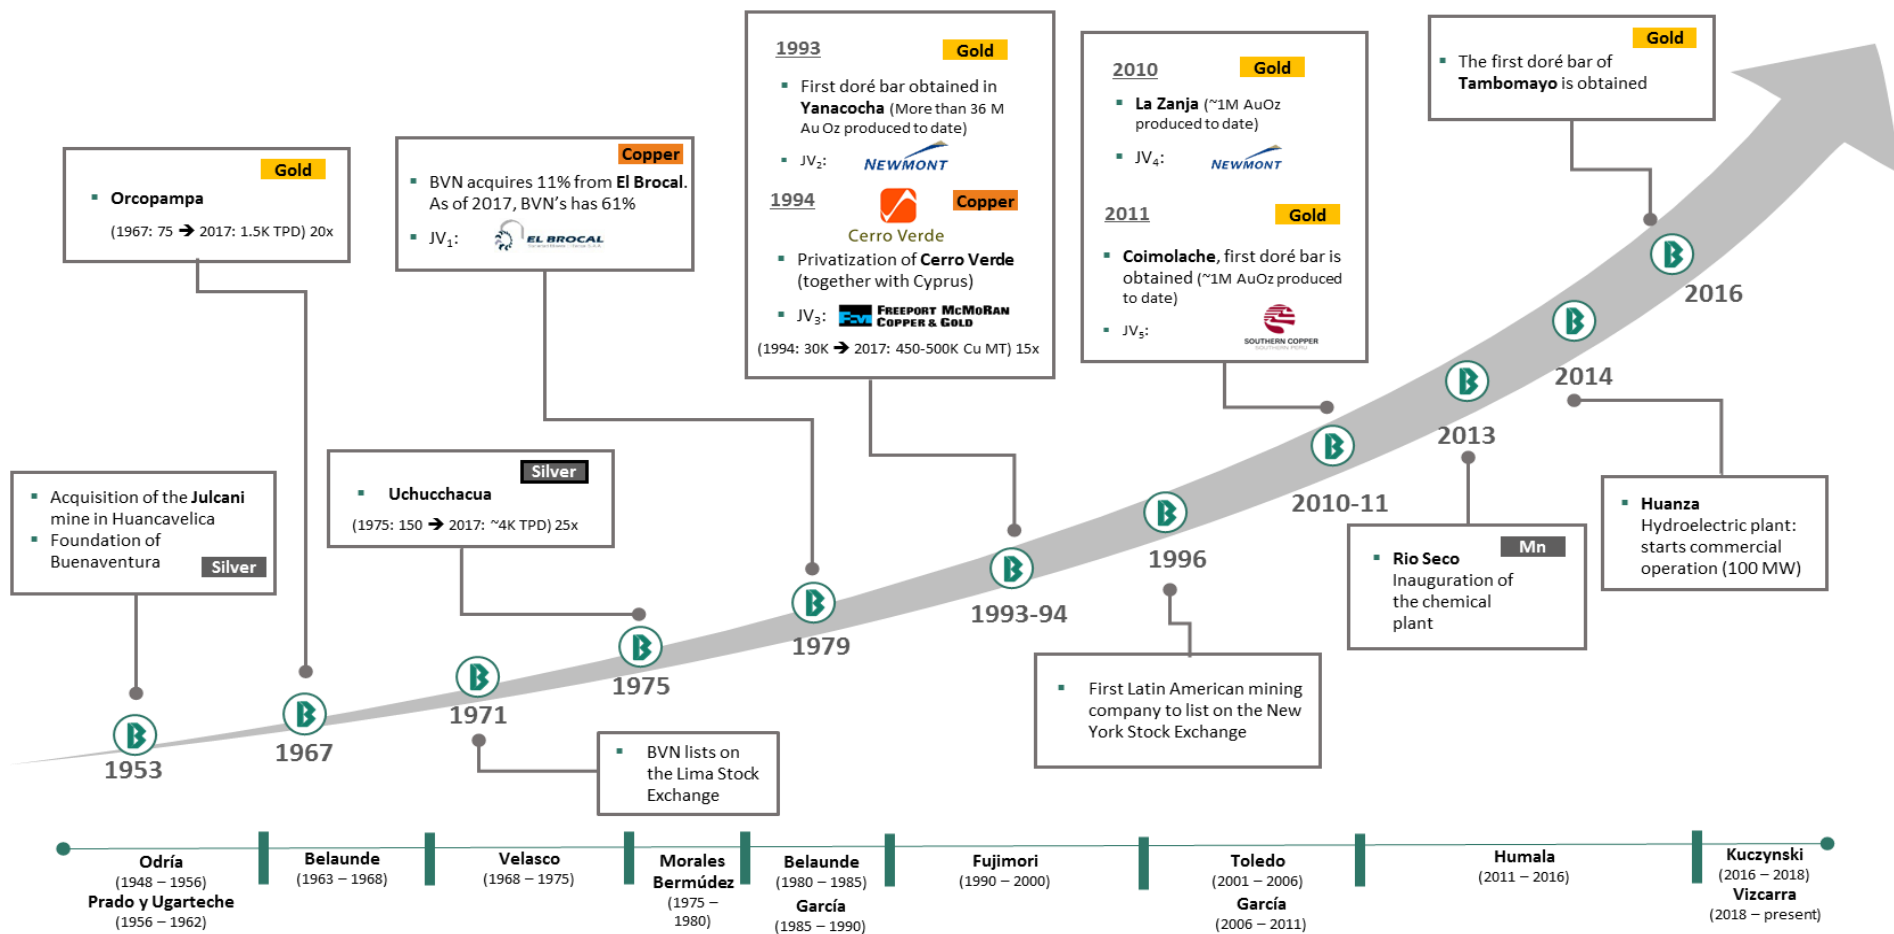 Acquisition of the Julcani
mine in Huancavelica
Foundation of
Buenaventura
Silver
1953
Gold
Orcopampa
(1967: 75 ➔ 2017: 1.5K TPD) 20x
1967
1971
BVN lists on
the Lima Stock
Exchange
Silver
Uchucchacua
(1975: 150 ➔ 2017: ~4K TPD) 25x
1975
Copper
BVN acquires 11% from El Brocal.
As of 2017, BVN's has 61%
JV1:
EL BROCAL
1979
1993
Gold
First doré bar obtained in
Yanacocha (More than 36 M
Au Oz produced to date)
JV2:
NEWMONT
1994
Copper
Cerro Verde
Privatization of Cerro Verde
(together with Cyprus)
JV3:
FCX
FREEPORT MCMORAN
COPPER & GOLD
(1994: 30K ➔ 2017: 450-500K Cu MT) 15x
1993-94
1996
First Latin American mining
company to list on the New
York Stock Exchange
2010
Gold
La Zanja (~1M AuOz
produced to date)
JV4:
NEWMONT
2011
Gold
Coimolache, first doré bar is
obtained (~1M AuOz produced
to date)
JV5:
SOUTHERN COPPER
SOUTHERN PERU
2010-11
2013
Mn
Rio Seco
Inauguration of
the chemical
plant
2014
Huanza
Hydroelectric plant:
starts commercial
operation (100 MW)
Gold
The first doré bar of
Tambomayo is obtained
2016
Odría
(1948 – 1956)
Prado y Ugarteche
(1956 – 1962)
Belaunde
(1963 – 1968)
Velasco
(1968 – 1975)
Morales
Bermúdez
(1975 –
1980)
Belaunde
(1980 – 1985)
García
(1985 – 1990)
Fujimori
(1990 – 2000)
Toledo
(2001 – 2006)
García
(2006 – 2011)
Humala
(2011 – 2016)
Kuczynski
(2016 – 2018)
Vizcarra
(2018 – present)